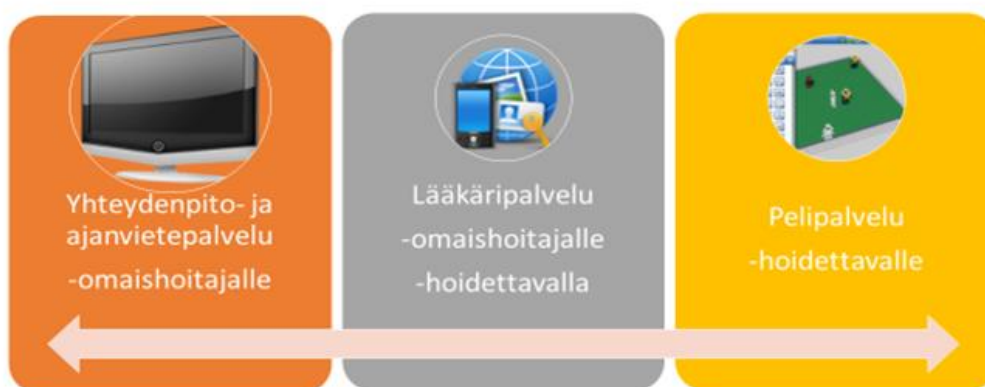 Yhteydenpito- ja
ajanvietepalvelu
-omaishoitajalle
Lääkäripalvelu
-omaishoitajalle
-hoidettavalla
Pelipalvelu
-hoidettavalle